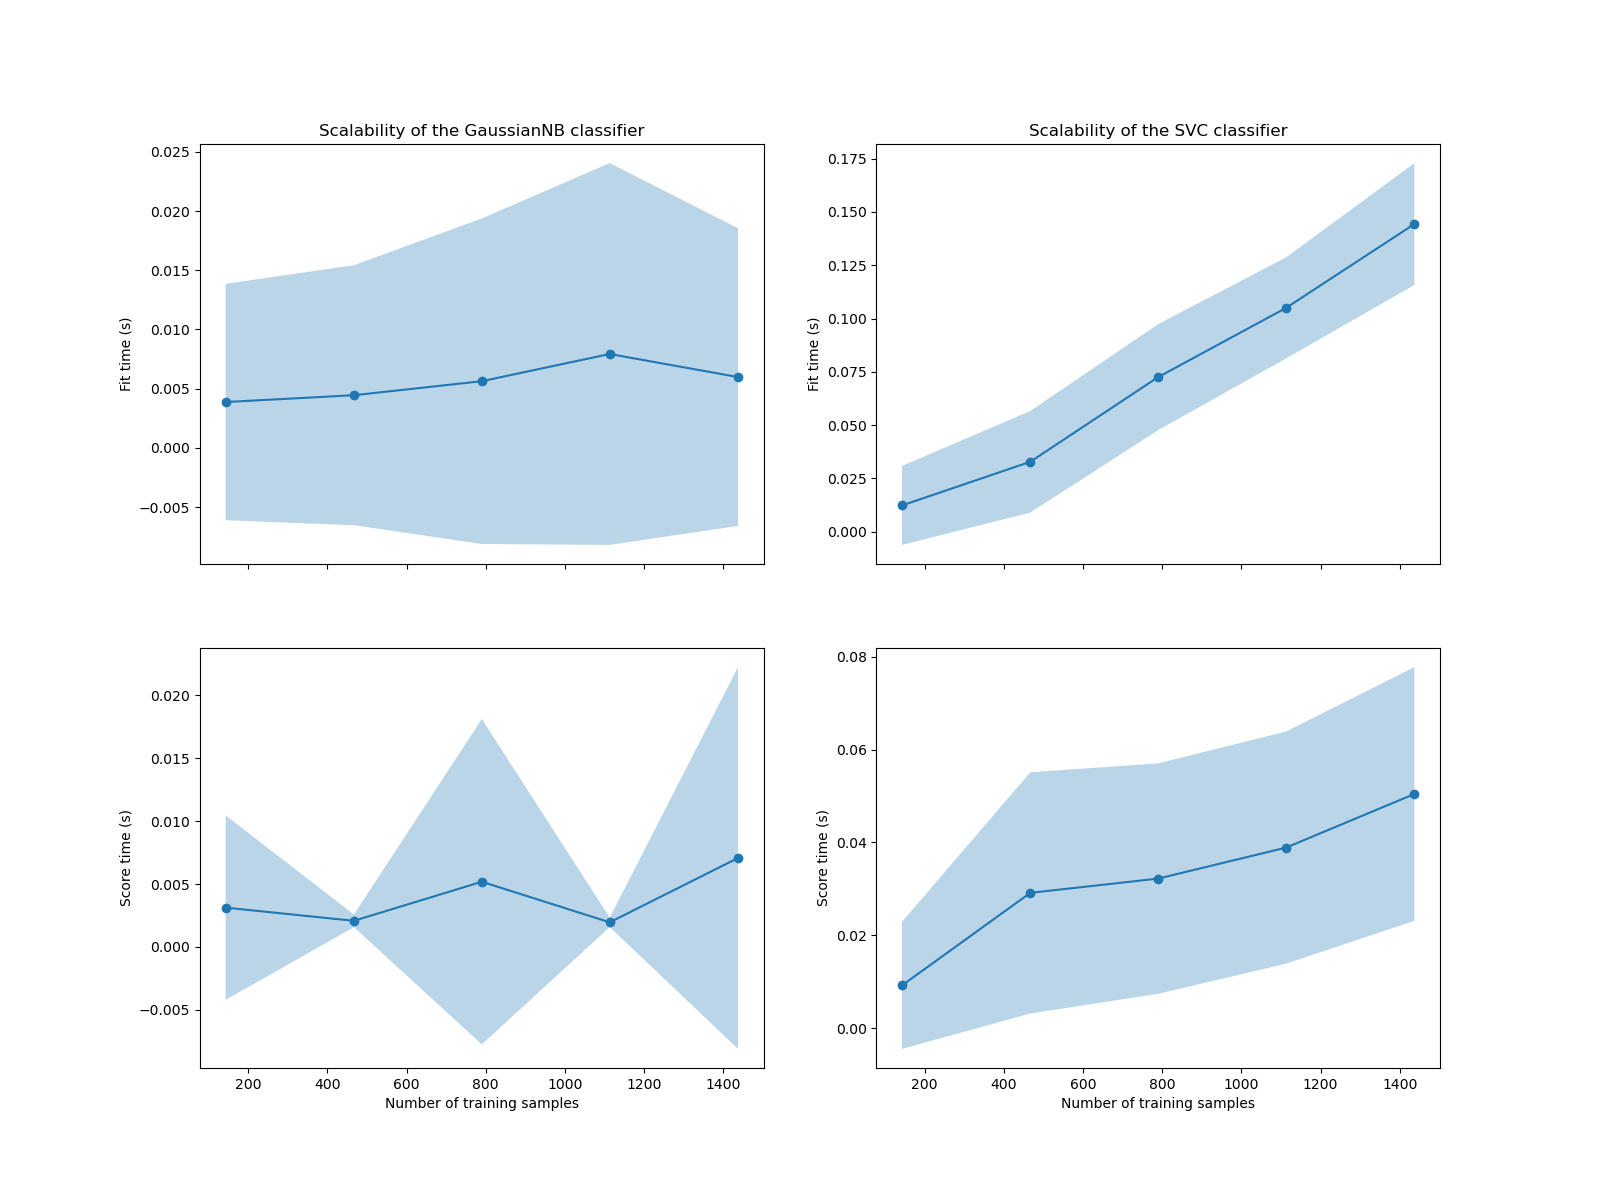 Scalability of the GaussianNB classifier
0.025
0.020
0.015
0.010
0.005
0.000
−0.005
Fit time (s)
Scalability of the SVC classifier
0.175
0.150
0.125
0.100
0.075
0.050
0.025
0.000
Fit time (s)
0.020
0.015
0.010
0.005
0.000
−0.005
Score time (s)
200 400 600 800 1000 1200 1400
Number of training samples
0.08
0.06
0.04
0.02
0.00
Score time (s)
200 400 600 800 1000 1200 1400
Number of training samples